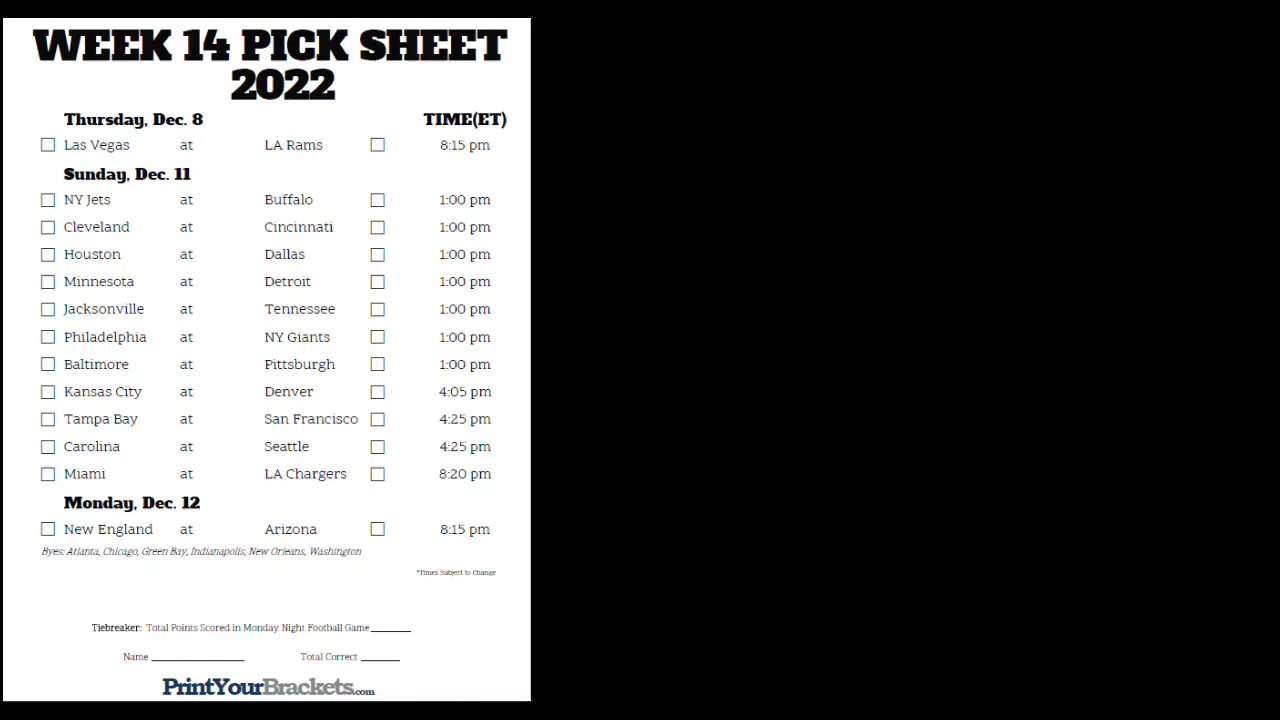 WEEK 14 PICK SHEET
2022
Thursday, Dec. 8 TIME(ET)
Las Vegas at LA Rams 8:15 pm
Sunday, Dec. 11
NY Jets at Buffalo 1:00 pm
Cleveland at Cincinnati 1:00 pm
Houston at Dallas 1:00 pm
Minnesota at Detroit 1:00 pm
Jacksonville at Tennessee 1:00 pm
Philadelphia at NY Giants 1:00 pm
Baltimore at Pittsburgh 1:00 pm
Kansas City at Denver 4:05 pm
Tampa Bay at San Francisco 4:25 pm
Carolina at Seattle 4:25 pm
Miami at LA Chargers 8:20 pm
Monday, Dec. 12
New England at Arizona 8:15 pm
Byes: Atlanta, Chicago, Green Bay, Indianapolis, New Orleans, Washington
*Times Subject to Change
Tiebreaker: Total Points Scored in Monday Night Football Game
Name Total Correct
PrintYourBrackets.com